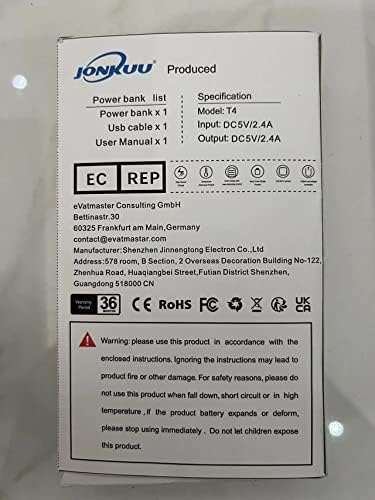 JONKUU Produced
Power bank list
Power bank x 1
Usb cable x 1
User Manual x 1
Specification
Model: T4
Input: DC5V/2.4A
Output: DC5V/2.4A
EC REP
eVatmaster Consulting GmbH
Bettinastr.30
60325 Frankfurt am Main,Germany
contact@evatmastar.com
Manufacturer: Shenzhen Jinnengtong Electron Co.,Ltd
Address:578 room, B Section, 2 Overseas Decoration Building No-122,
Zhenhua Road, Huaqiangbei Street,Futian District Shenzhen,
Guangdong 518000 CN
Warranty Period 36 MONTHS CE RoHS FC UK CA
Warning: please use this product in accordance with the
enclosed instructions. Ignoring the instructions may lead to
product fire or other damage. For safety reasons, please do
not use this product when fall down, short circuit or in high
temperature , if the product battery expands or deform,
please stop using immediately . Do not let children expose
this product.